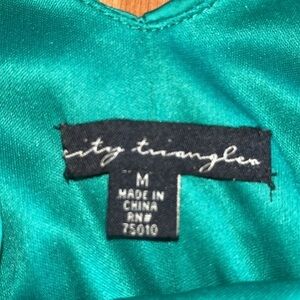 city triangles
M
MADE IN
CHINA
RN#
75010